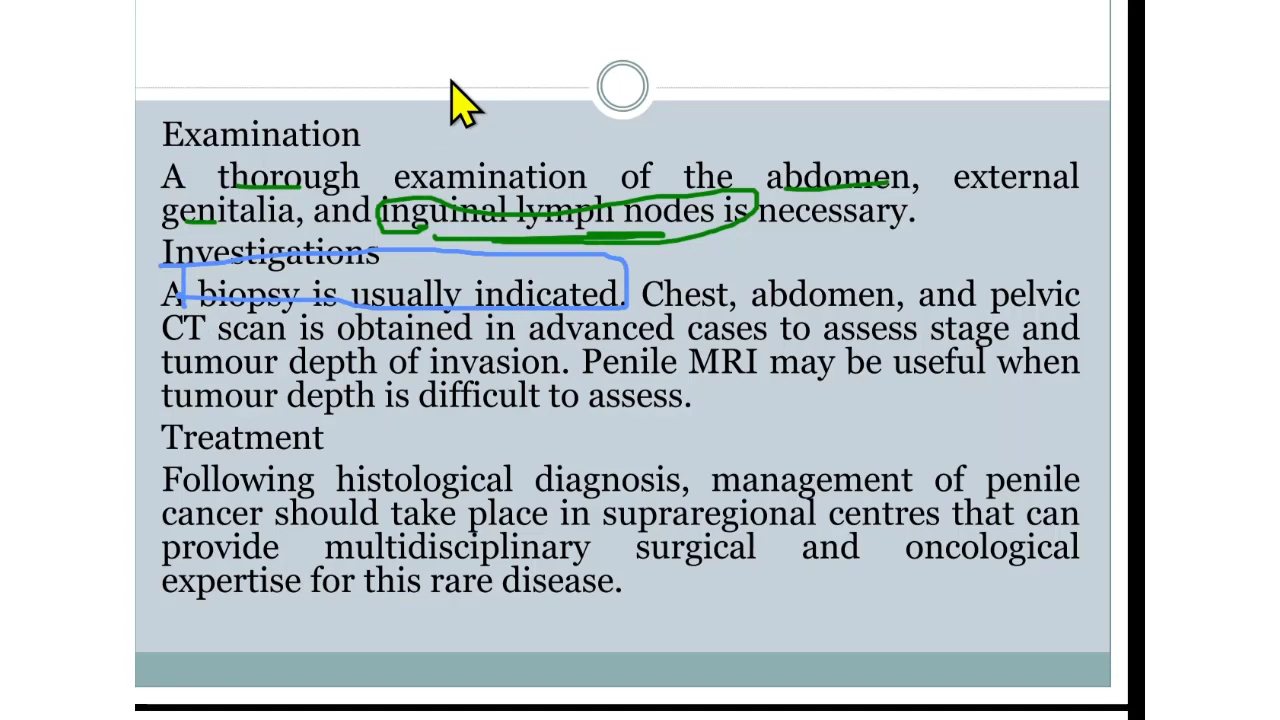 Examination
A thorough examination of the abdomen, external
genitalia, and inguinal lymph nodes is necessary.
Investigations
A biopsy is usually indicated. Chest, abdomen, and pelvic
CT scan is obtained in advanced cases to assess stage and
tumour depth of invasion. Penile MRI may be useful when
tumour depth is difficult to assess.
Treatment
Following histological diagnosis, management of penile
cancer should take place in supraregional centres that can
provide multidisciplinary surgical and oncological
expertise for this rare disease.